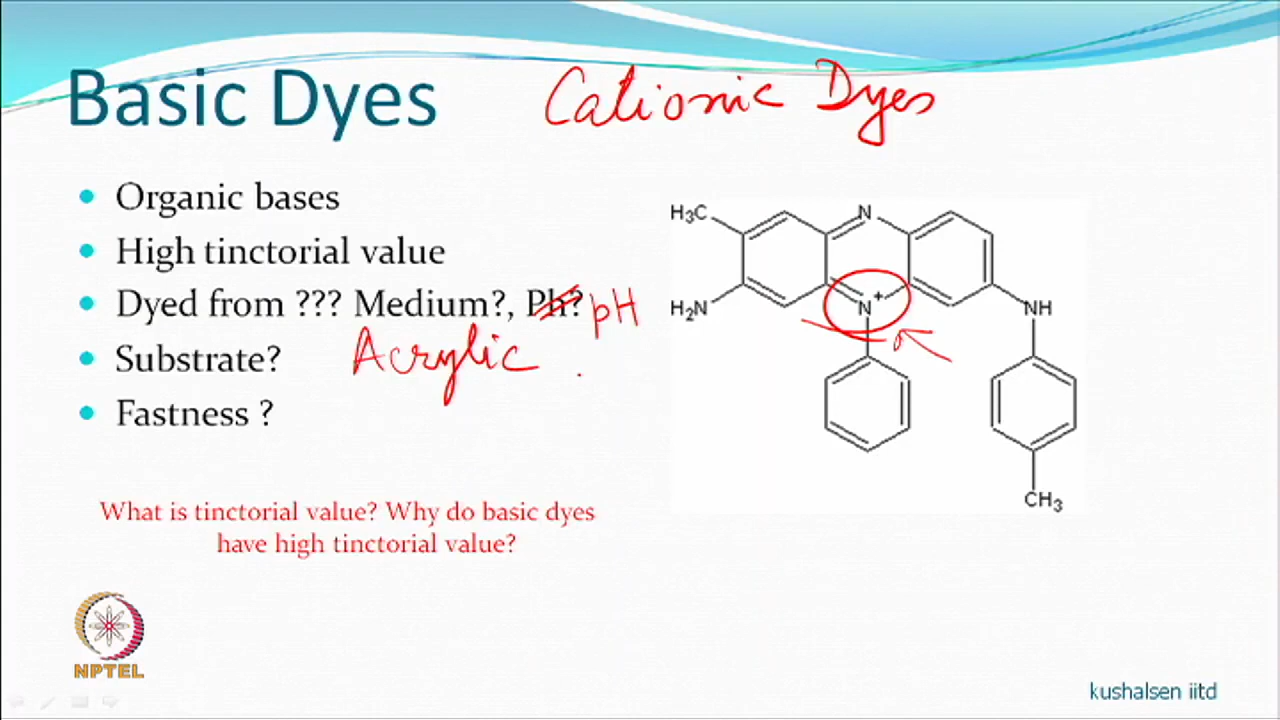 Basic Dyes Cationic Dyes
Organic bases
High tinctorial value
Dyed from ??? Medium?, Ph? pH
Substrate? Acrylic
Fastness ?
What is tinctorial value? Why do basic dyes
have high tinctorial value?
H3C N
H2N N+ NH
CH3
NPTEL
kushalsen iitd